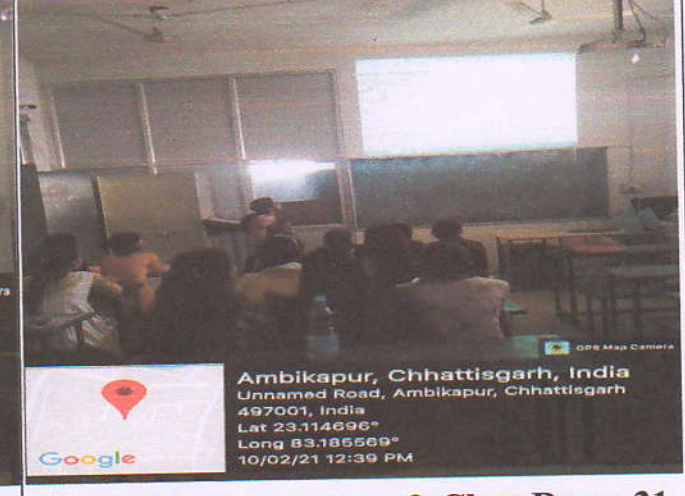 GPS Map Camera
Ambikapur, Chhattisgarh, India
Unnamed Road, Ambikapur, Chhattisgarh
497001, India
Lat 23.114696°
Long 83.185569°
10/02/21 12:39 PM
Google